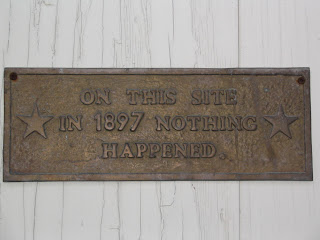 ON THIS SITE
IN 1897 NOTHING
HAPPENED.